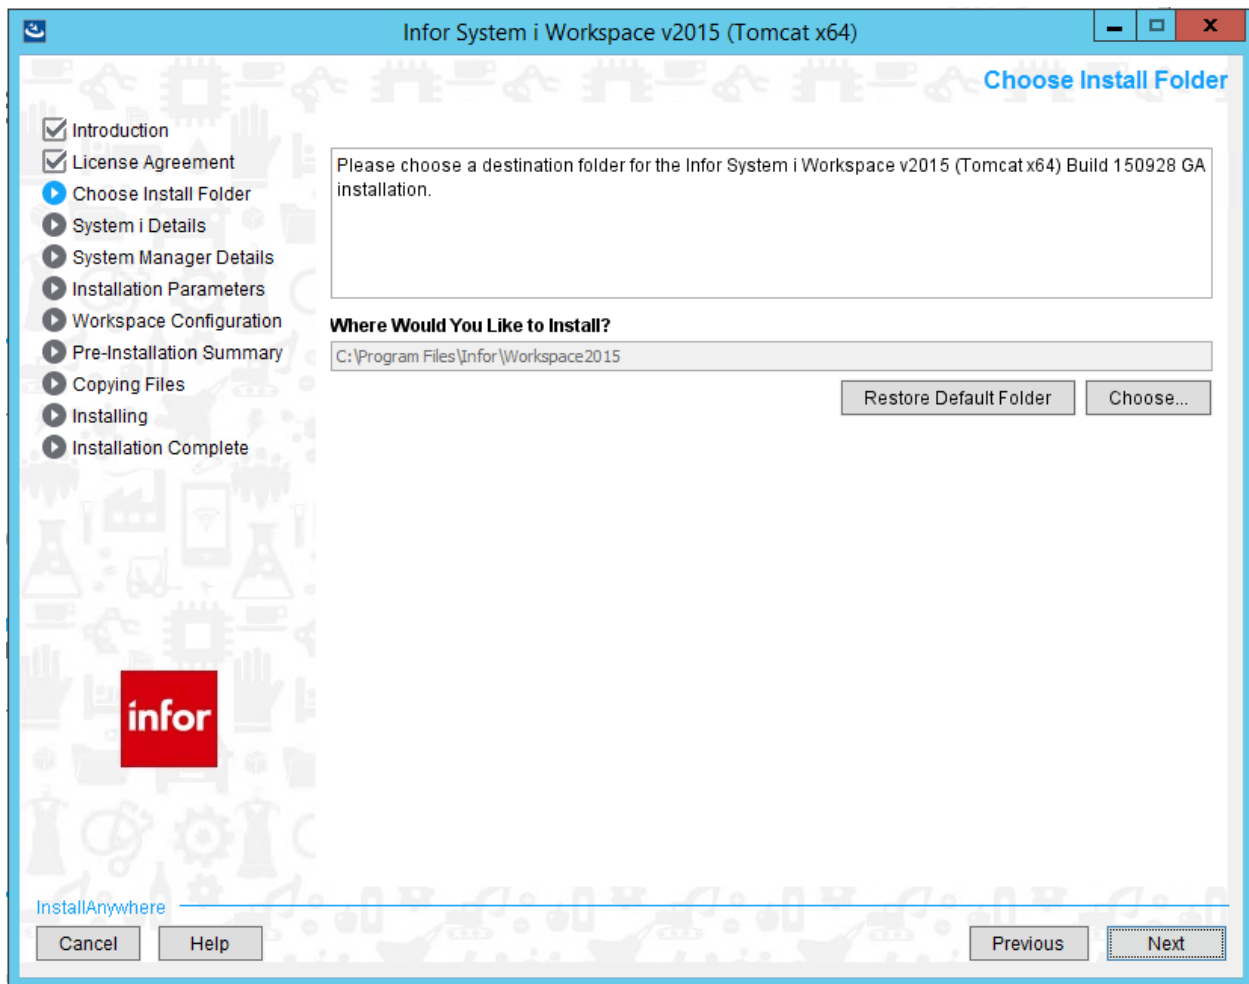 Infor System i Workspace v2015 (Tomcat x64)
Choose Install Folder
Introduction
License Agreement
Choose Install Folder
System i Details
System Manager Details
Installation Parameters
Workspace Configuration
Pre-Installation Summary
Copying Files
Installing
Installation Complete
Please choose a destination folder for the Infor System i Workspace v2015 (Tomcat x64) Build 150928 GA
installation.
Where Would You Like to Install?
C:\Program Files\Infor\Workspace2015
Restore Default Folder
Choose...
infor
InstallAnywhere
Cancel
Help
Previous
Next